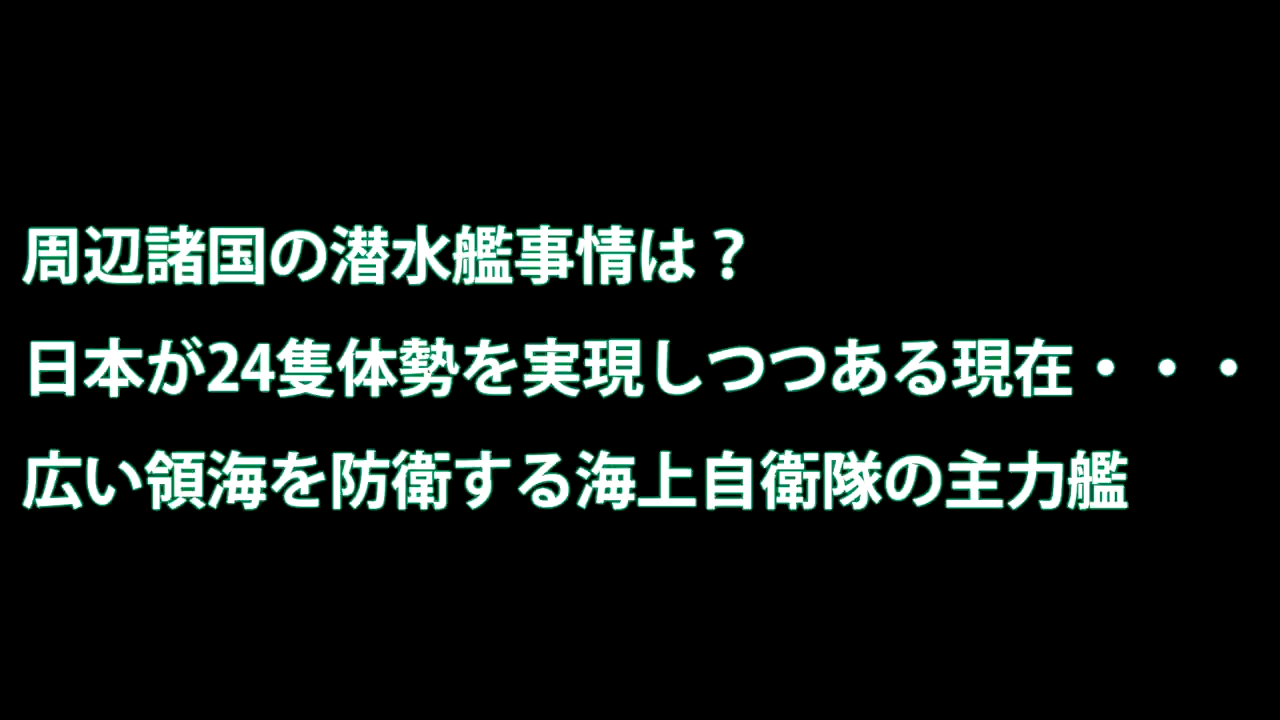 周辺諸国の潜水艦事情は？
日本が24隻体勢を実現しつつある現在・・・
広い領海を防衛する海上自衛隊の主力艦